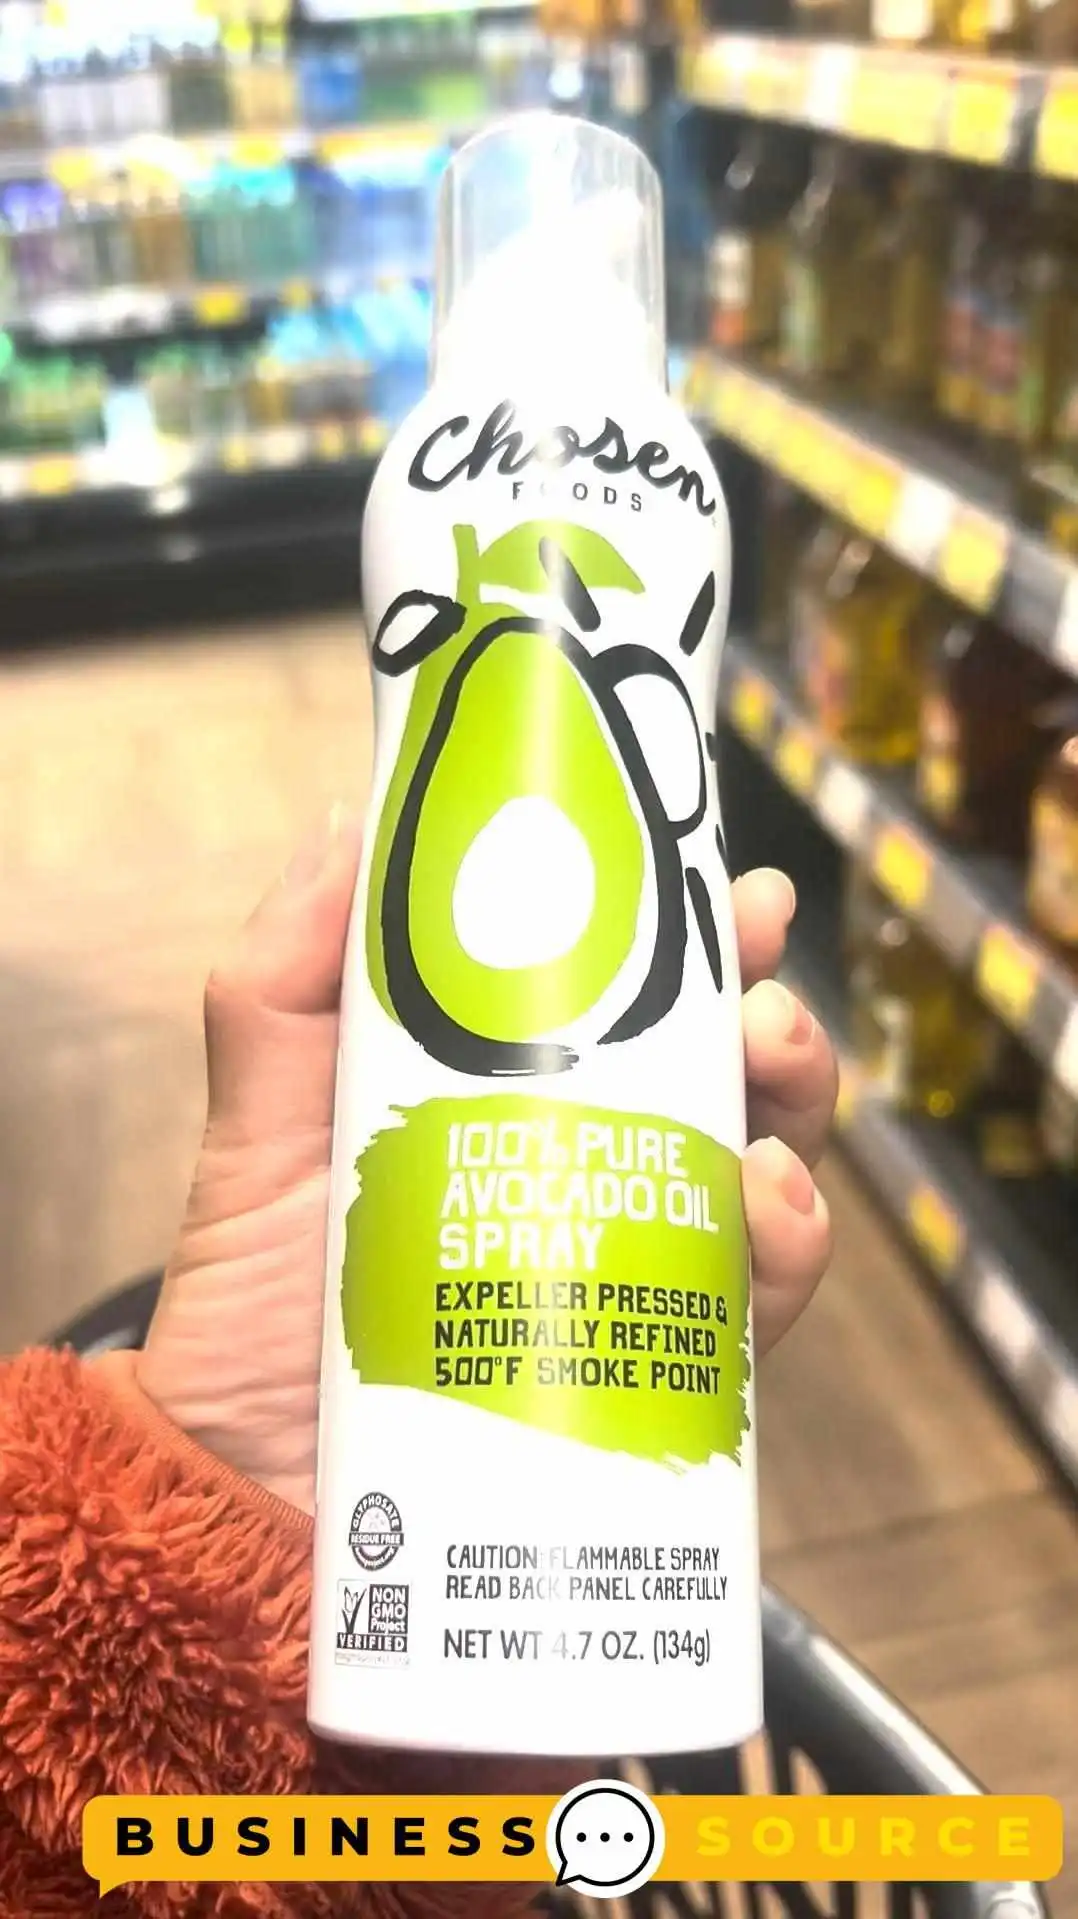 Chosen
FOODS
100% PURE
AVOCADO OIL
SPRAY
EXPELLER PRESSED &
NATURALLY REFINED
500°F SMOKE POINT
GLYPHOSATE
RESIDUE FREE
CAUTION: FLAMMABLE SPRAY
READ BACK PANEL CAREFULLY
NON
GMO
Project
VERIFIED
NET WT 4.7 OZ. (134g)
BUSINESS SOURCE